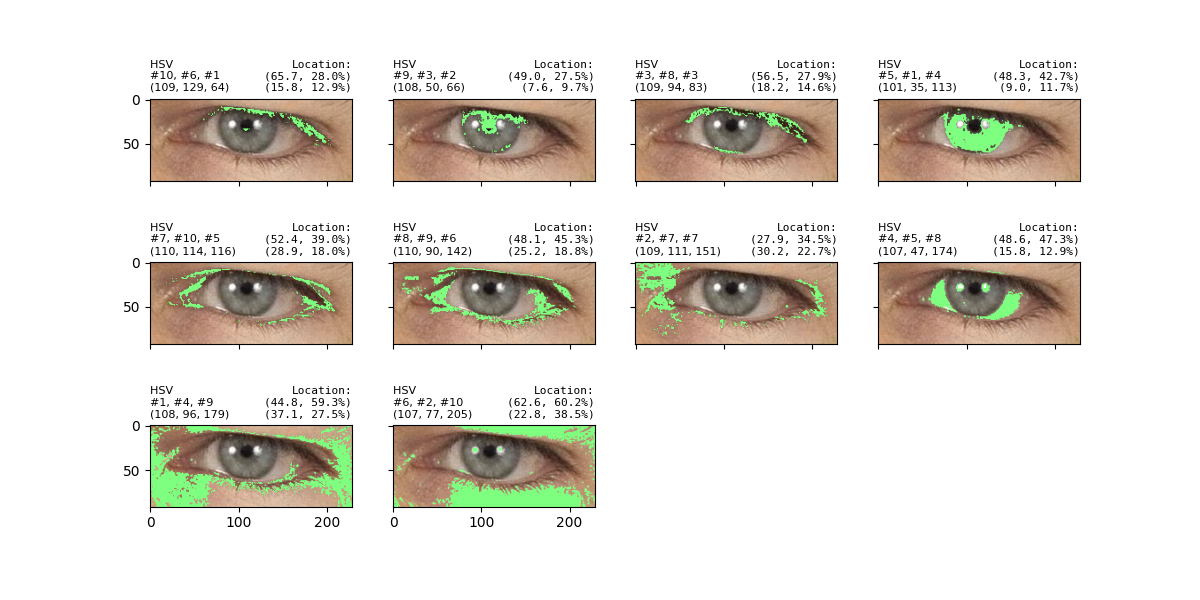 HSV Location:
#10, #6, #1 (65.7, 28.0%)
(109, 129, 64) (15.8, 12.9%)
HSV Location:
#9, #3, #2 (49.0, 27.5%)
(108, 50, 66) (7.6, 9.7%)
HSV Location:
#3, #8, #3 (56.5, 27.9%)
(109, 94, 83) (18.2, 14.6%)
HSV Location:
#5, #1, #4 (48.3, 42.7%)
(101, 35, 113) (9.0, 11.7%)
0
50
HSV Location:
#7, #10, #5 (52.4, 39.0%)
(110, 114, 116) (28.9, 18.0%)
HSV Location:
#8, #9, #6 (48.1, 45.3%)
(110, 90, 142) (25.2, 18.8%)
HSV Location:
#2, #7, #7 (27.9, 34.5%)
(109, 111, 151) (30.2, 22.7%)
HSV Location:
#4, #5, #8 (48.6, 47.3%)
(107, 47, 174) (15.8, 12.9%)
0
50
HSV Location:
#1, #4, #9 (44.8, 59.3%)
(108, 96, 179) (37.1, 27.5%)
HSV Location:
#6, #2, #10 (62.6, 60.2%)
(107, 77, 205) (22.8, 38.5%)
0
50
0 100 200
0 100 200